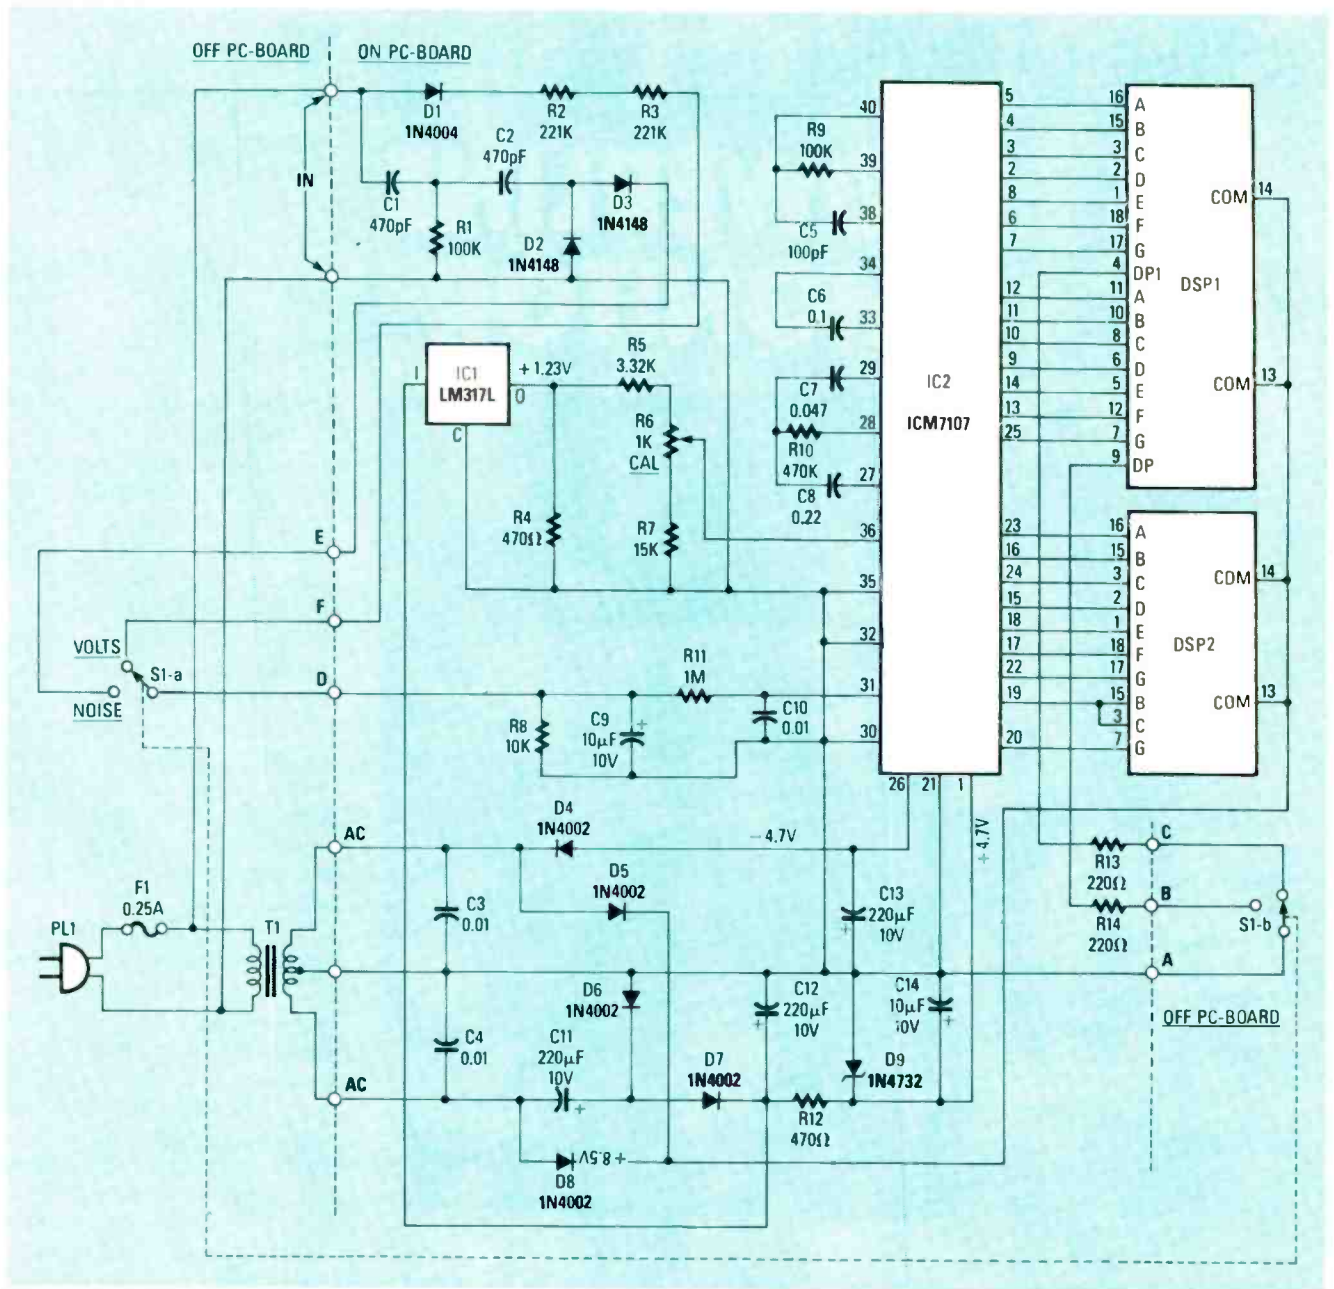 OFF PC-BOARD
ON PC-BOARD
IN
D1
1N4004
R2
221K
R3
221K
C1
470pF
C2
470pF
R1
100K
D2
1N4148
D3
1N4148
I
IC1
LM317L
O
C
+1.23V
R5
3.32K
R6
1K
CAL
R4
470Ω
R7
15K
R9
100K
C5
100pF
C6
0.1
C7
0.047
R10
470K
C8
0.22
40
39
38
34
33
29
28
27
36
35
32
31
30
IC2
ICM7107
26
21
1
5
4
3
2
8
6
7
12
11
10
9
14
13
25
23
16
24
15
18
17
22
19
20
16 A
15 B
3 C
2 D
1 E
18 F
17 G
4 DP1
11 A
10 B
8 C
6 D
5 E
12 F
7 G
9 DP
COM 14
DSP1
COM 13
16 A
15 B
3 C
2 D
1 E
18 F
17 G
15 B
3 C
7 G
COM 14
DSP2
COM 13
E
F
D
VOLTS
S1-a
NOISE
R8
10K
C9
10μF
10V
+
R11
1M
C10
0.01
AC
D4
1N4002
−4.7V
+4.7V
D5
1N4002
C3
0.01
F1
0.25A
PL1
T1
C13
220μF
10V
+
C
R13
220Ω
B
R14
220Ω
S1-b
A
OFF PC-BOARD
D6
1N4002
C12
220μF
10V
+
C14
10μF
10V
+
C4
0.01
C11
220μF
10V
+
D7
1N4002
D9
1N4732
AC
R12
470Ω
+8.5V
D8
1N4002